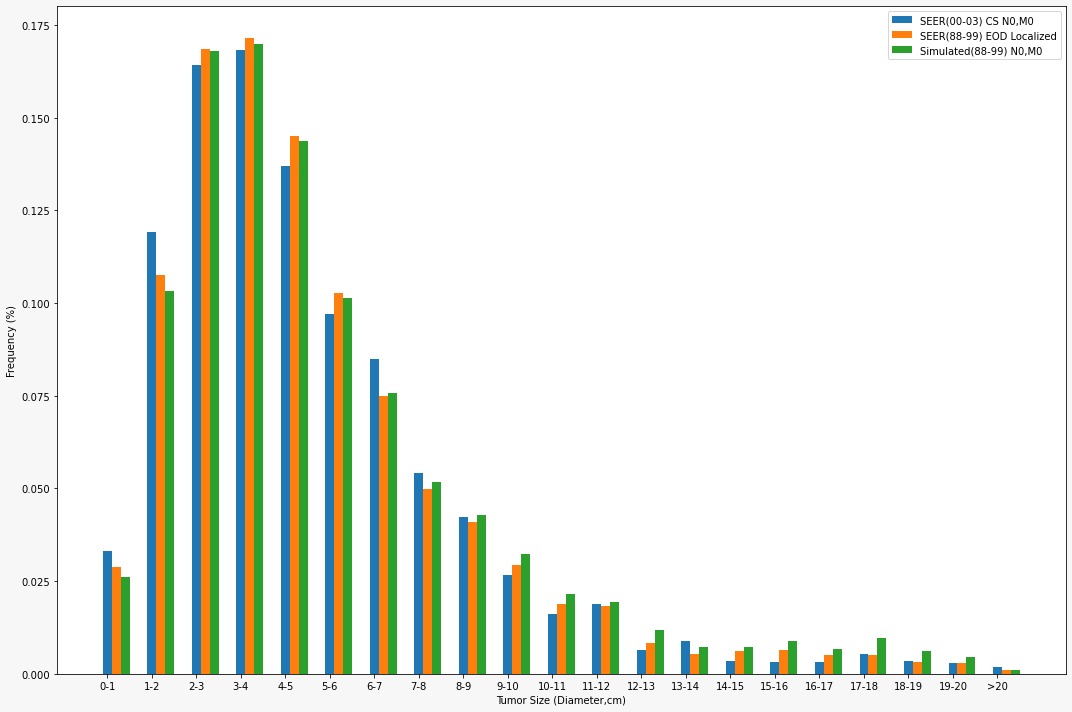 SEER(00-03) CS N0,M0
SEER(88-99) EOD Localized
Simulated(88-99) N0,M0
Frequency (%)
0.175
0.150
0.125
0.100
0.075
0.050
0.025
0.000
0-1 1-2 2-3 3-4 4-5 5-6 6-7 7-8 8-9 9-10 10-11 11-12 12-13 13-14 14-15 15-16 16-17 17-18 18-19 19-20 >20
Tumor Size (Diameter,cm)